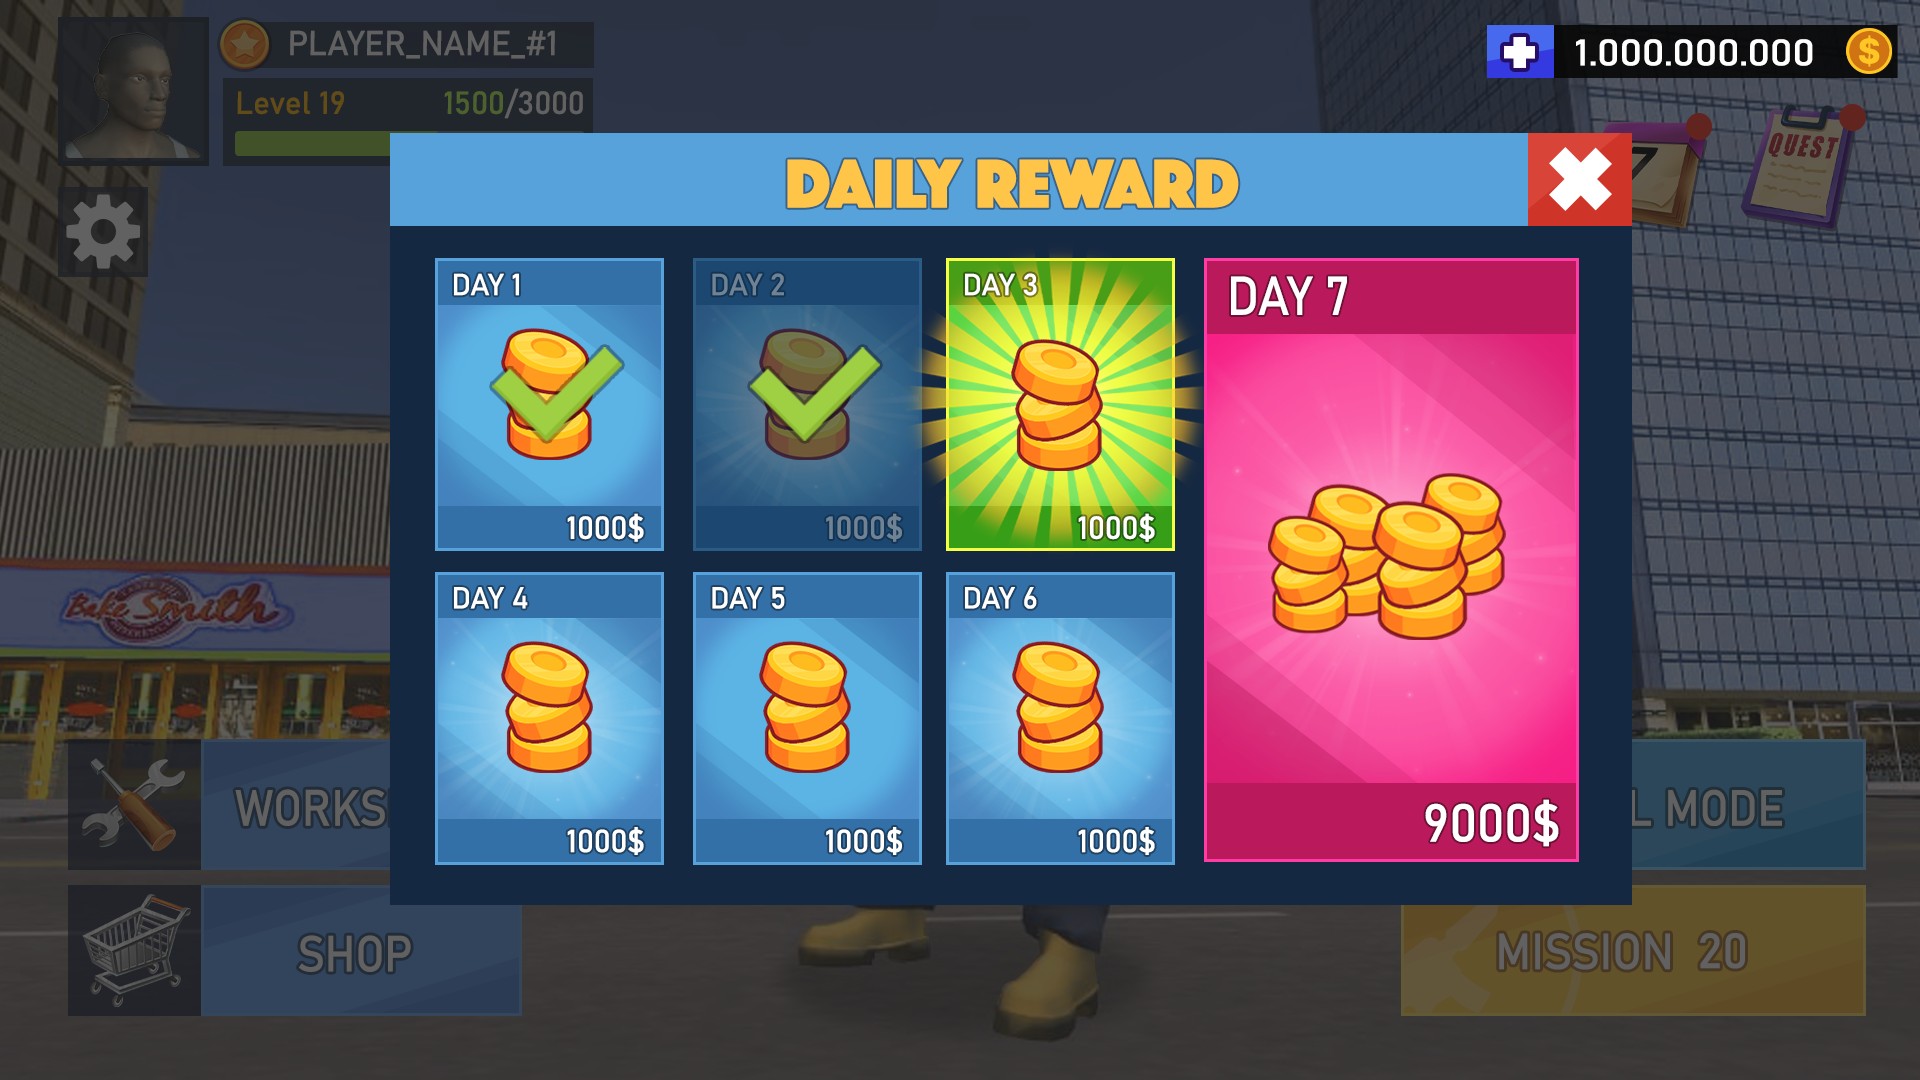 PLAYER_NAME_#1
Level 19
1500/3000
1.000.000.000
$
7
QUEST
DAILY REWARD
DAY 1
1000$
DAY 2
1000$
DAY 3
1000$
DAY 7
9000$
DAY 4
1000$
DAY 5
1000$
DAY 6
1000$
BakeSmith
WORKS
L MODE
SHOP
MISSION 20